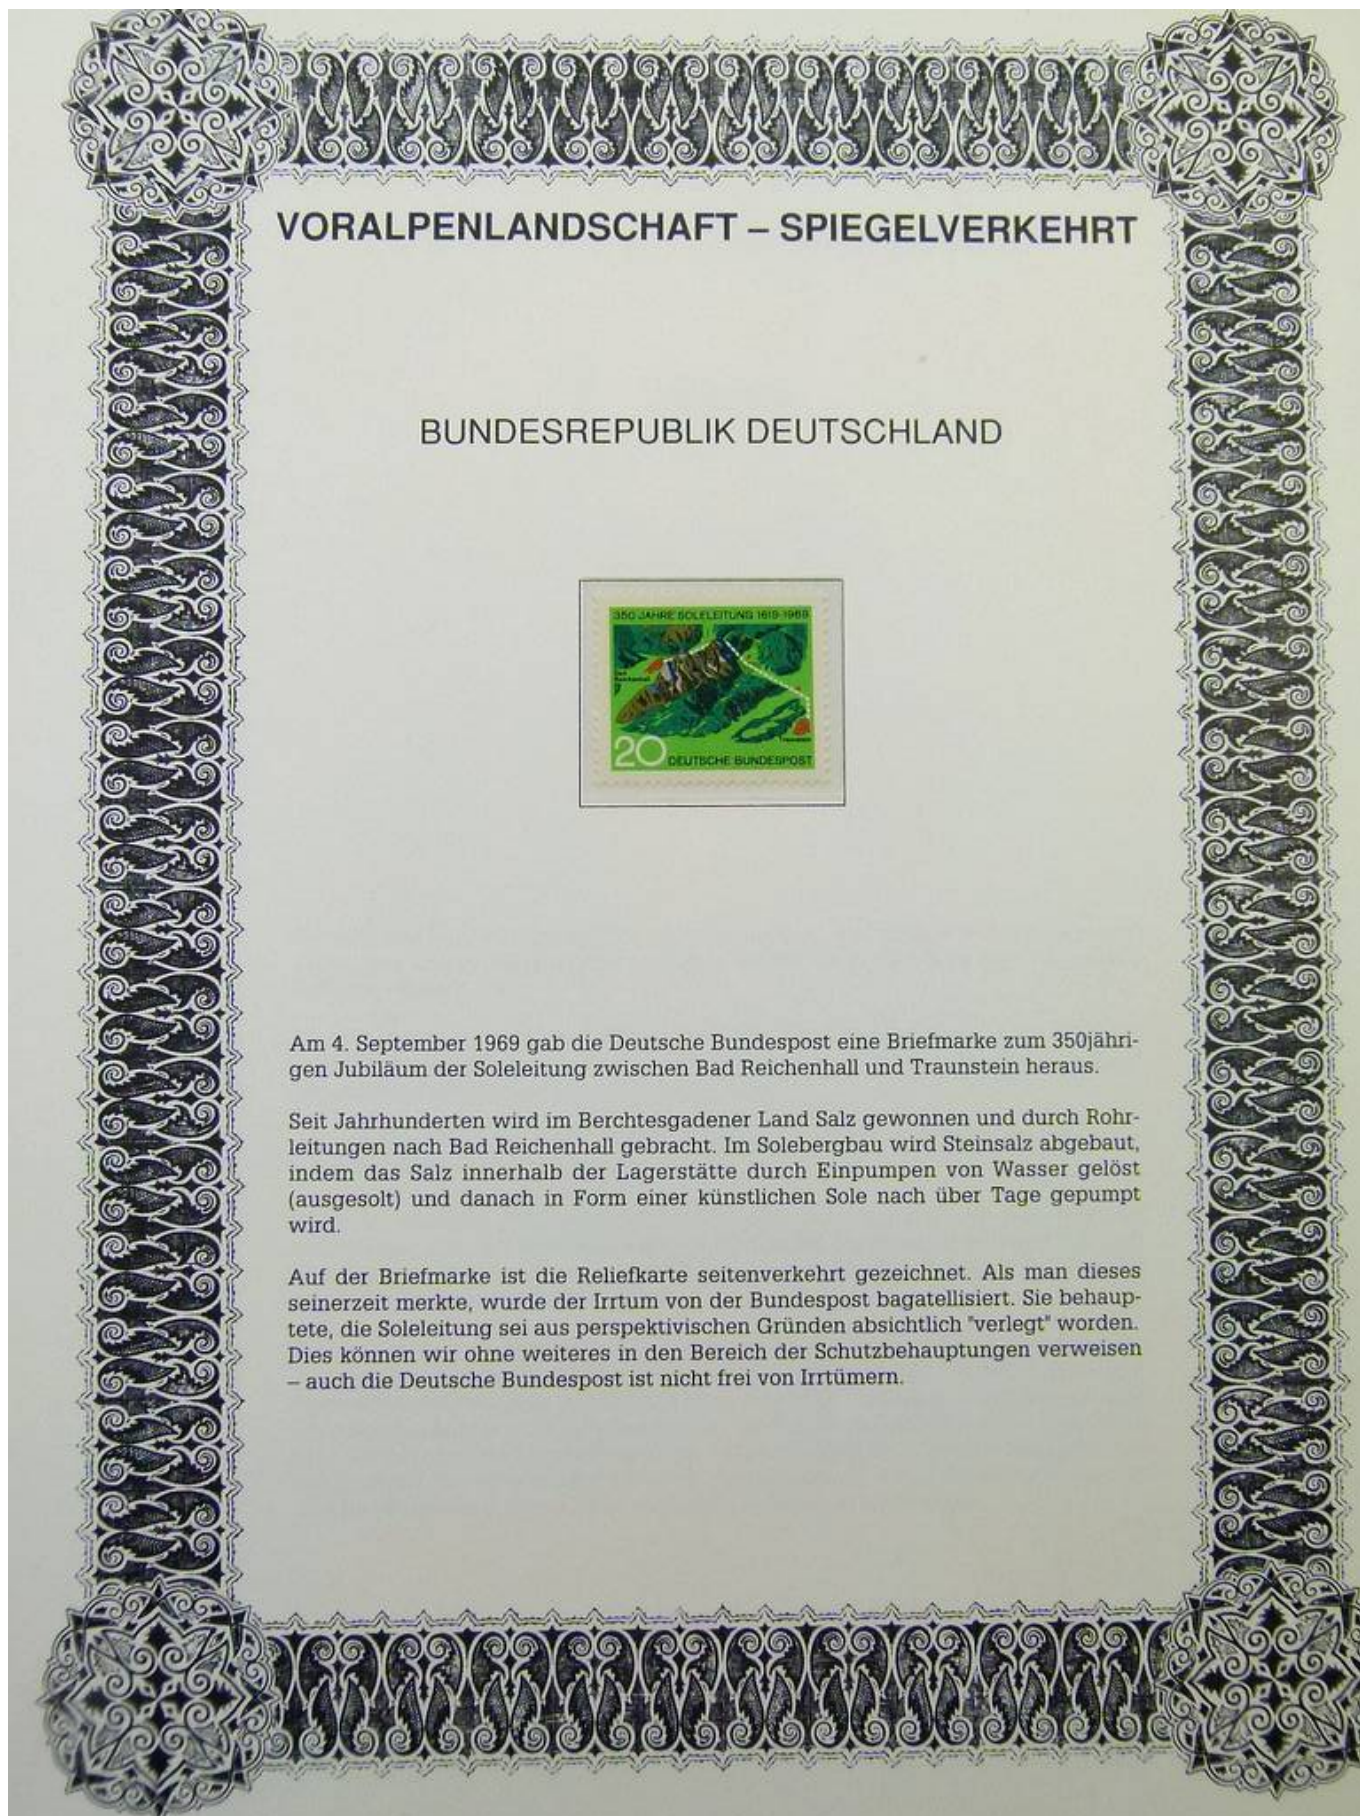 VORALPENLANDSCHAFT – SPIEGELVERKEHRT
BUNDESREPUBLIK DEUTSCHLAND
350 JAHRE SOLELEITUNG 1619-1969
Bad
Reichenhall
Traunstein
20 DEUTSCHE BUNDESPOST
Am 4. September 1969 gab die Deutsche Bundespost eine Briefmarke zum 350jähri-
gen Jubiläum der Soleleitung zwischen Bad Reichenhall und Traunstein heraus.
Seit Jahrhunderten wird im Berchtesgadener Land Salz gewonnen und durch Rohr-
leitungen nach Bad Reichenhall gebracht. Im Solebergbau wird Steinsalz abgebaut,
indem das Salz innerhalb der Lagerstätte durch Einpumpen von Wasser gelöst
(ausgesolt) und danach in Form einer künstlichen Sole nach über Tage gepumpt
wird.
Auf der Briefmarke ist die Reliefkarte seitenverkehrt gezeichnet. Als man dieses
seinerzeit merkte, wurde der Irrtum von der Bundespost bagatellisiert. Sie behaup-
tete, die Soleleitung sei aus perspektivischen Gründen absichtlich "verlegt" worden.
Dies können wir ohne weiteres in den Bereich der Schutzbehauptungen verweisen
– auch die Deutsche Bundespost ist nicht frei von Irrtümern.